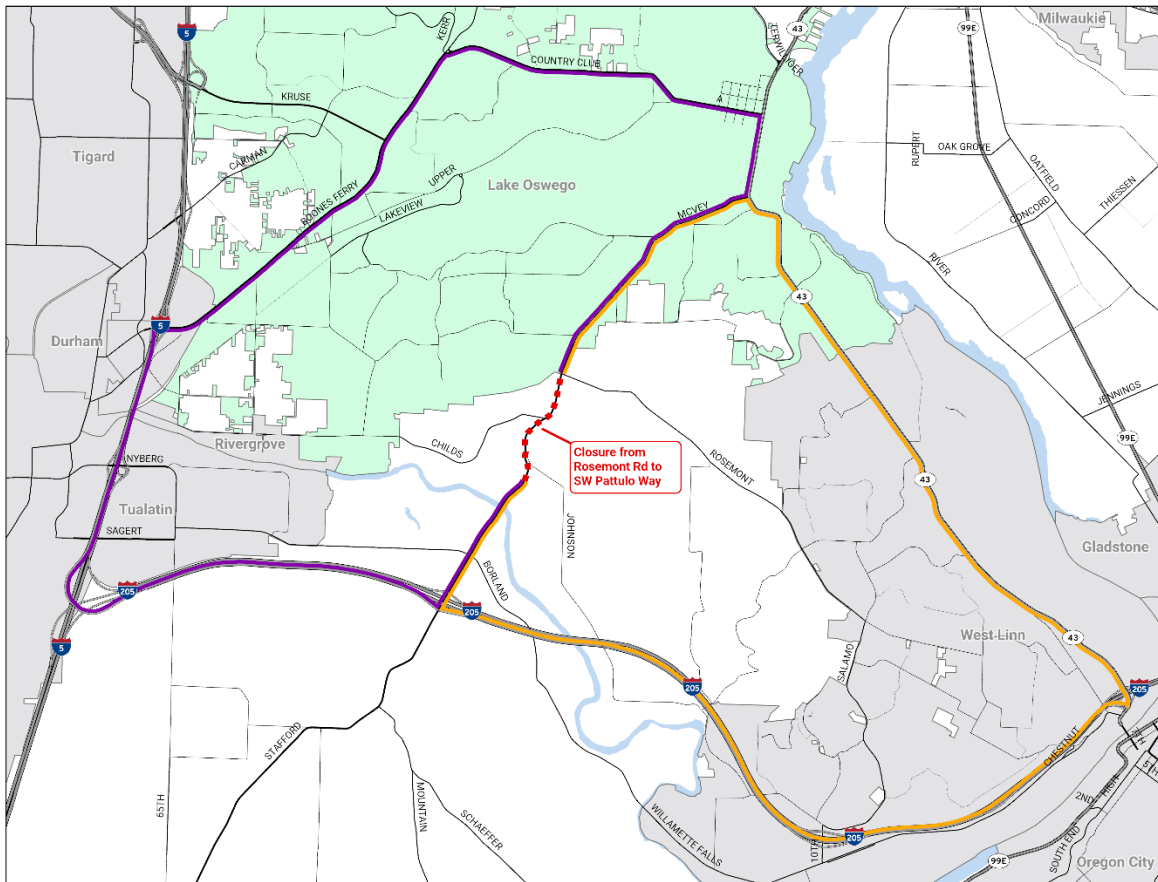 5
KERR
TERWILLIGER
43
99E
Milwaukie
COUNTRY CLUB
KRUSE
A
RUPERT
OAK GROVE
OATFIELD
Tigard
CARMAN
UPPER
Lake Oswego
THIESSEN
BOONES FERRY
LAKEVIEW
MCVEY
CONCORD
RIVER
43
5
Durham
JENNINGS
Rivergrove
CHILDS
Closure from
Rosemont Rd to
SW Pattulo Way
ROSEMONT
99E
NYBERG
43
Tualatin
SAGERT
JOHNSON
Gladstone
BORLAND
205
205
5
West Linn
43
SALAMO
205
205
STAFFORD
CHESTNUT
7TH
5TH
HIGH
2ND
65TH
MOUNTAIN
SCHAEFFER
WILLAMETTE FALLS
10TH
205
SOUTH END
99E
Oregon City